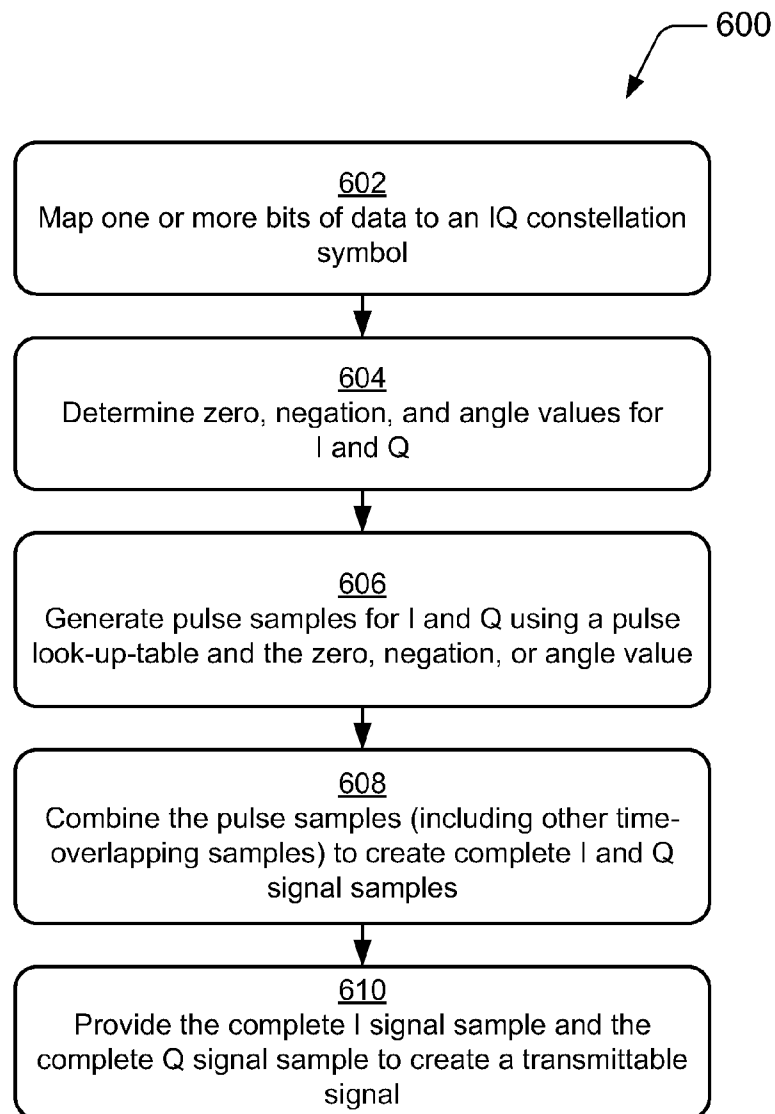 600
602
Map one or more bits of data to an IQ constellation
symbol
604
Determine zero, negation, and angle values for
I and Q
606
Generate pulse samples for I and Q using a pulse
look-up-table and the zero, negation, or angle value
608
Combine the pulse samples (including other time-
overlapping samples) to create complete I and Q
signal samples
610
Provide the complete I signal sample and the
complete Q signal sample to create a transmittable
signal